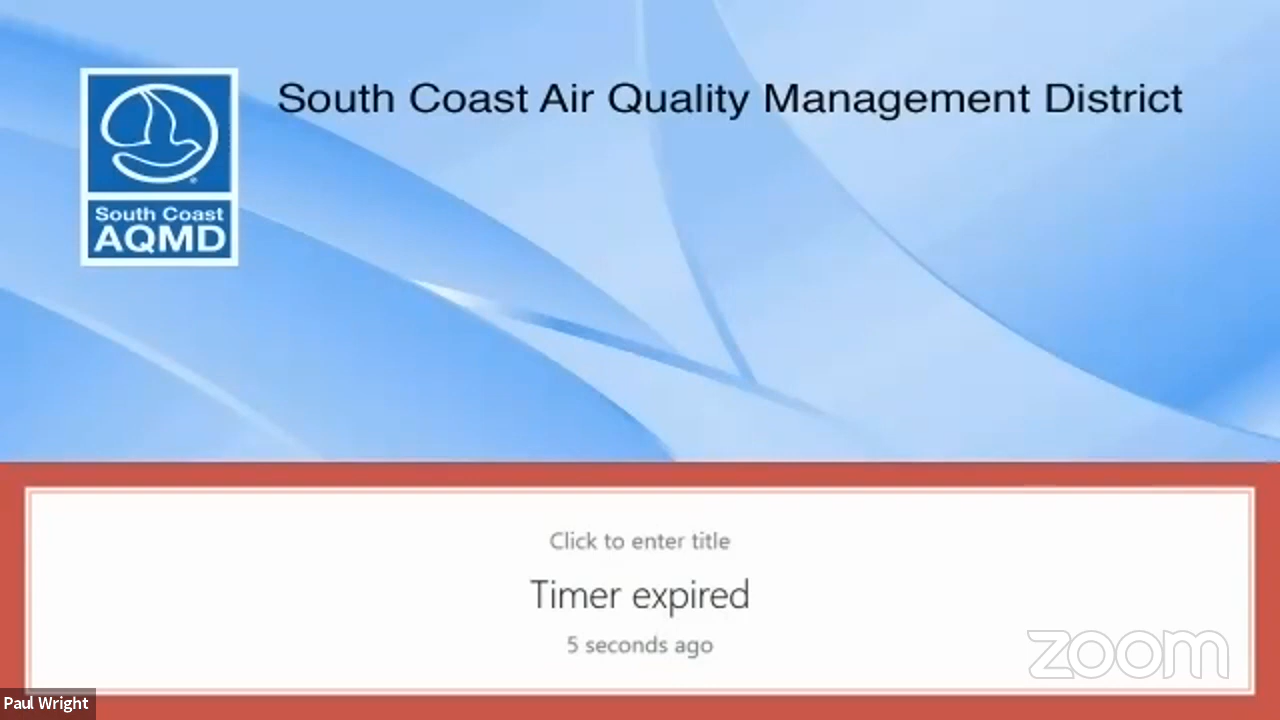 South Coast Air Quality Management District
South Coast
AQMD
Click to enter title
Timer expired
5 seconds ago
zoom
Paul Wright